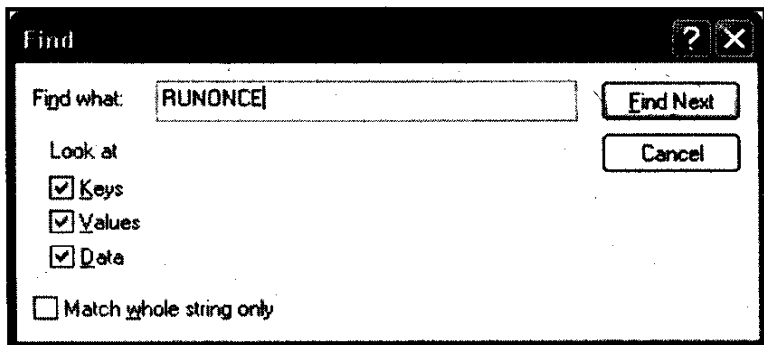 Find
Find what: RUNONCE Find Next
Look at Cancel
Keys
Values
Data
Match whole string only